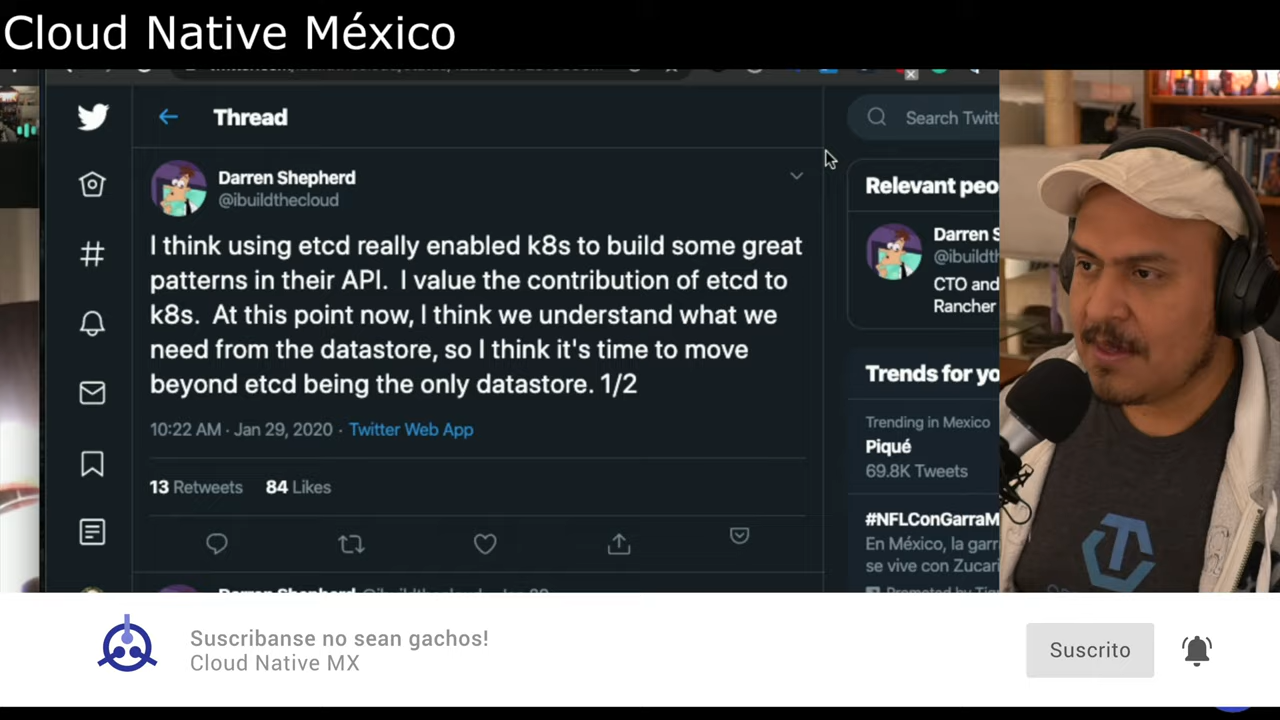 Cloud Native México
Thread
Search Twitt
Darren Shepherd
@ibuildthecloud
I think using etcd really enabled k8s to build some great
patterns in their API.  I value the contribution of etcd to
k8s.  At this point now, I think we understand what we
need from the datastore, so I think it's time to move
beyond etcd being the only datastore. 1/2
10:22 AM · Jan 29, 2020 · Twitter Web App
13 Retweets 84 Likes
Relevant peo
Darren S
@ibuildth
CTO and
Rancher
Trends for yo
Trending in Mexico
Piqué
69.8K Tweets
#NFLConGarraM
En México, la garr
se vive con Zucari
Darren Shepherd
Suscribanse no sean gachos!
Cloud Native MX
Suscrito